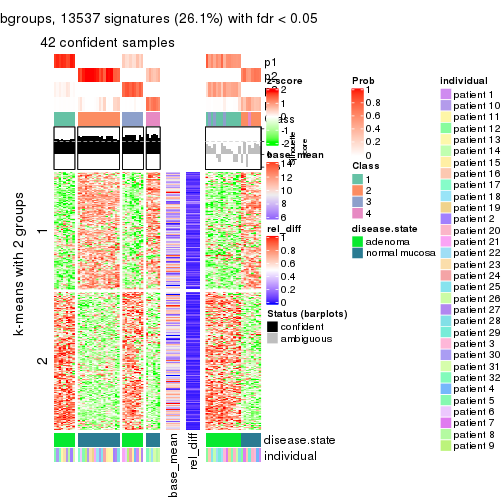 bgroups, 13537 signatures (26.1%) with fdr < 0.05
42 confident samples
p1
p2
p4
z-score
2
1
0
-1
-2
base_mean
14
12
10
8
6
rel_diff
1
0.8
0.6
0.4
0.2
0
Status (barplots)
confident
ambiguous
Prob
1
0.8
0.6
0.4
0.2
0
Class
1
2
3
4
disease.state
adenoma
normal mucosa
individual
patient 1
patient 10
patient 11
patient 12
patient 13
patient 14
patient 15
patient 16
patient 17
patient 18
patient 19
patient 2
patient 20
patient 21
patient 22
patient 23
patient 24
patient 25
patient 26
patient 27
patient 28
patient 29
patient 3
patient 30
patient 31
patient 32
patient 4
patient 5
patient 6
patient 7
patient 8
patient 9
k-means with 2 groups
1
2
disease.state
individual
base_mean
rel_diff